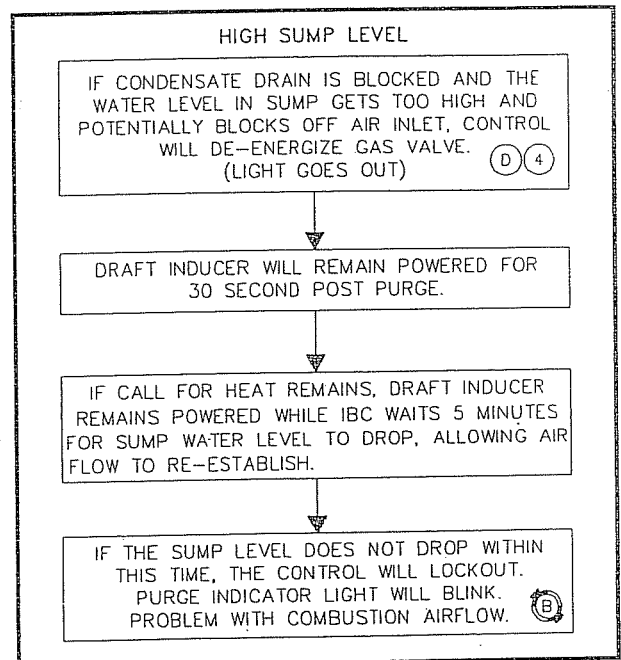 HIGH SUMP LEVEL
IF CONDENSATE DRAIN IS BLOCKED AND THE
WATER LEVEL IN SUMP GETS TOO HIGH AND
POTENTIALLY BLOCKS OFF AIR INLET, CONTROL
WILL DE-ENERGIZE GAS VALVE.
(LIGHT GOES OUT) D 4
DRAFT INDUCER WILL REMAIN POWERED FOR
30 SECOND POST PURGE.
IF CALL FOR HEAT REMAINS, DRAFT INDUCER
REMAINS POWERED WHILE IBC WAITS 5 MINUTES
FOR SUMP WATER LEVEL TO DROP, ALLOWING AIR
FLOW TO RE-ESTABLISH.
IF THE SUMP LEVEL DOES NOT DROP WITHIN
THIS TIME, THE CONTROL WILL LOCKOUT.
PURGE INDICATOR LIGHT WILL BLINK.
PROBLEM WITH COMBUSTION AIRFLOW. B